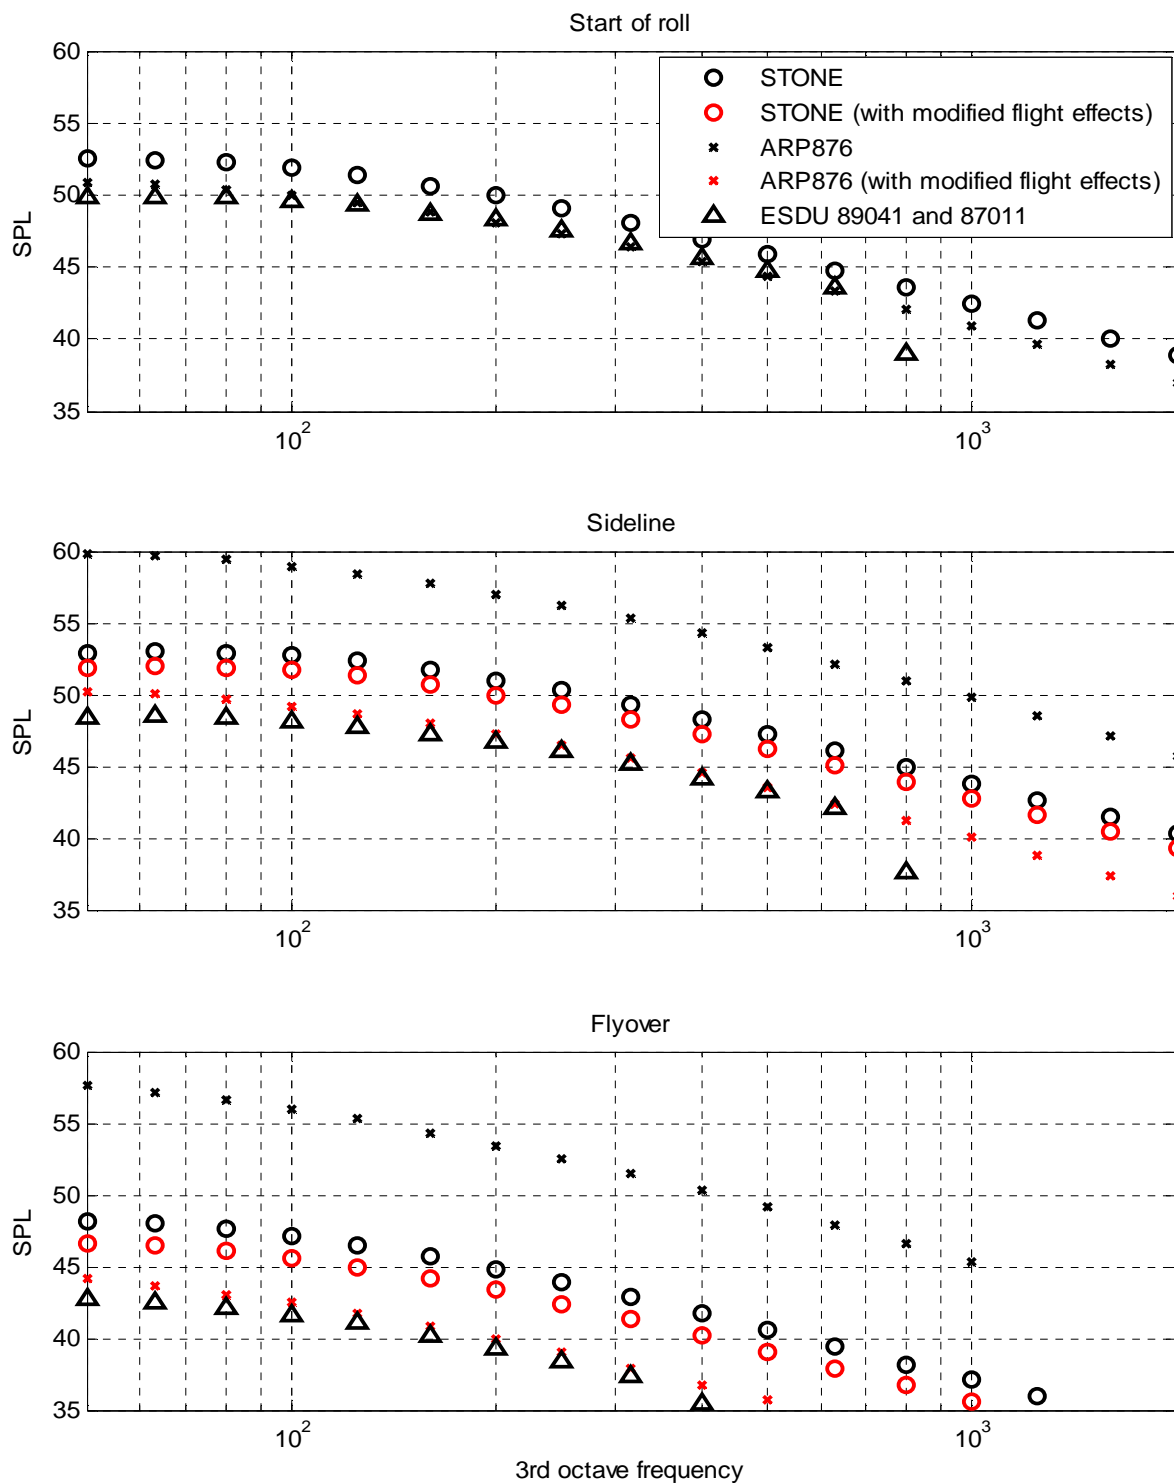 Start of roll
60
55
50
45
40
35
SPL
10^2
10^3
STONE
STONE (with modified flight effects)
ARP876
ARP876 (with modified flight effects)
ESDU 89041 and 87011
Sideline
60
55
50
45
40
35
SPL
10^2
10^3
Flyover
60
55
50
45
40
35
SPL
10^2
10^3
3rd octave frequency